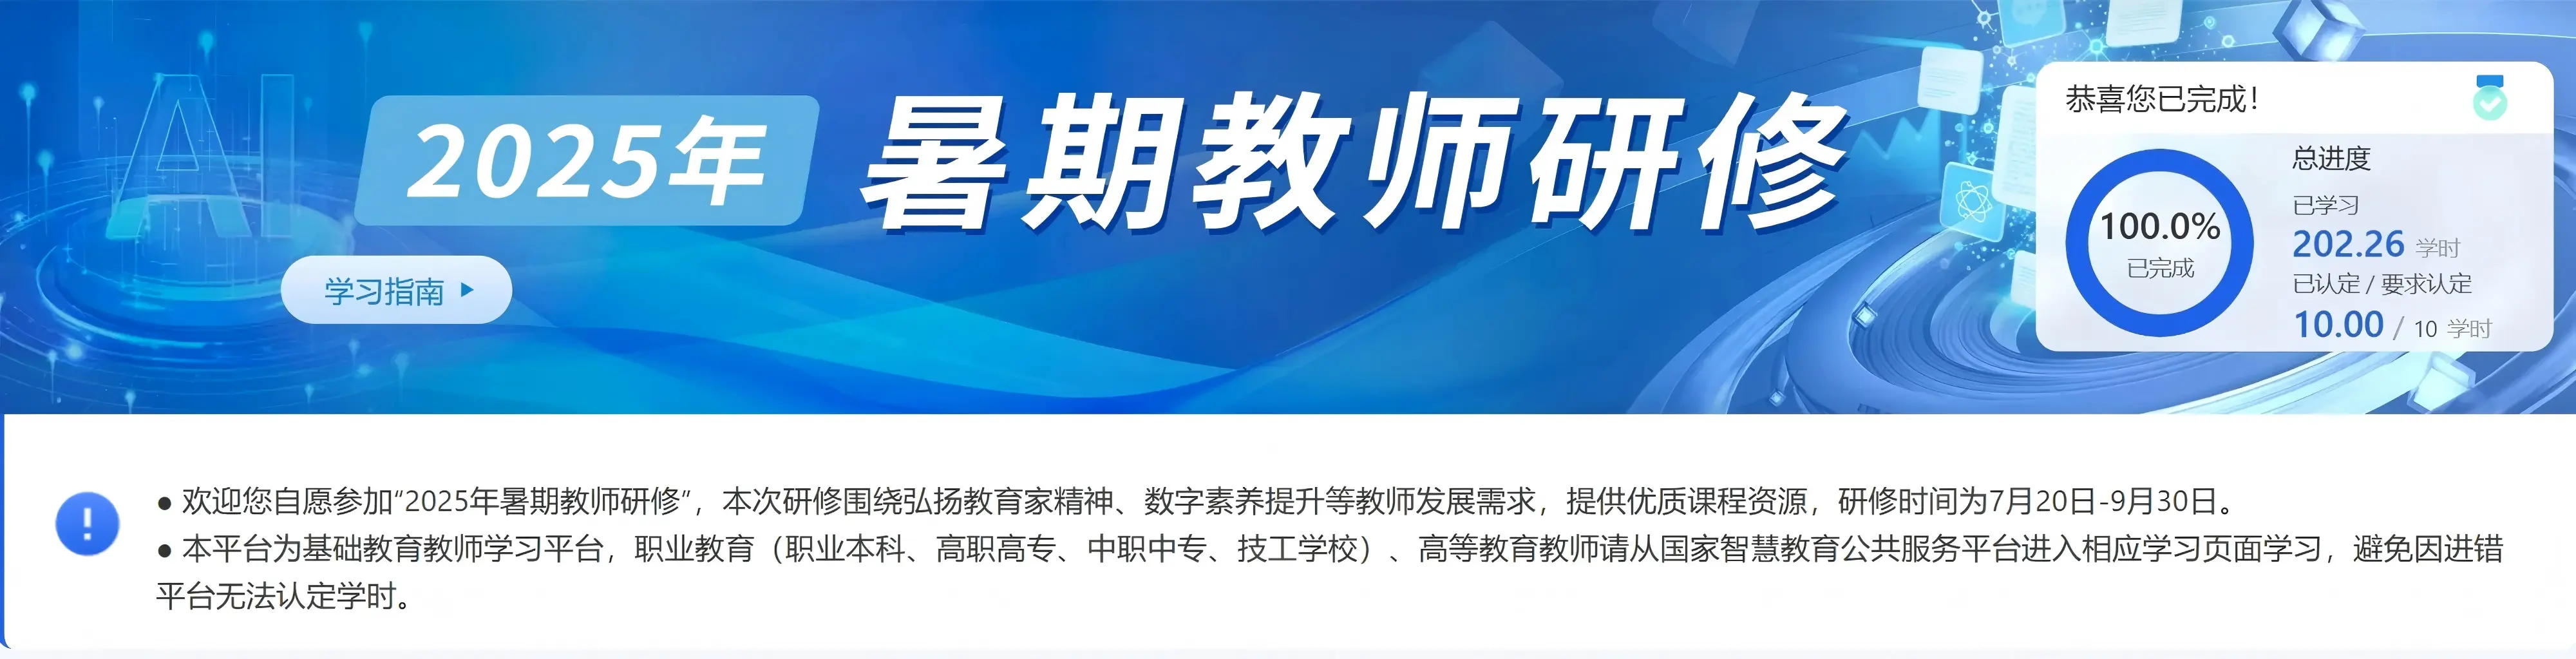 AI
2025年 暑期教师研修
学习指南
恭喜您已完成！
100.0%
已完成
总进度
已学习
202.26 学时
已认定 / 要求认定
10.00 / 10 学时
● 欢迎您自愿参加“2025年暑期教师研修”，本次研修围绕弘扬教育家精神、数字素养提升等教师发展需求，提供优质课程资源，研修时间为7月20日-9月30日。
● 本平台为基础教育教师学习平台，职业教育（职业本科、高职高专、中职中专、技工学校）、高等教育教师请从国家智慧教育公共服务平台进入相应学习页面学习，避免因进错
平台无法认定学时。